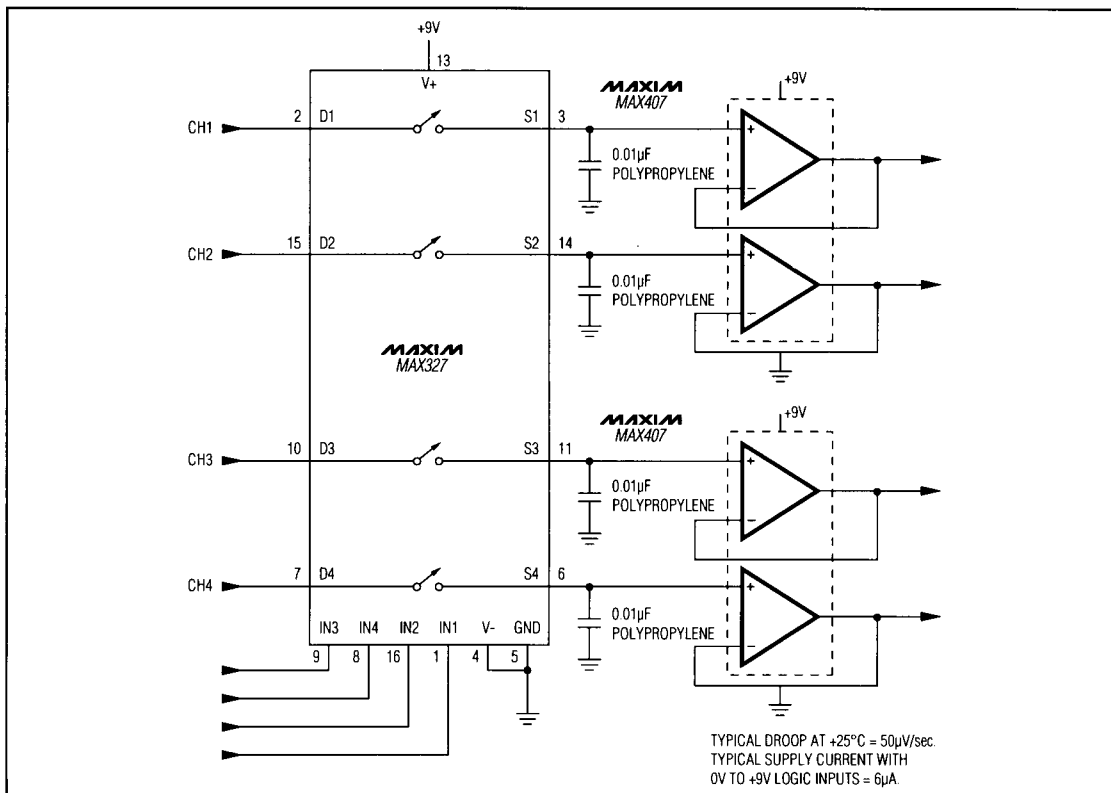 +9V
13
V+
MAXIM
MAX407
+9V
CH1
2
D1
S1
3
+
0.01µF
POLYPROPYLENE
−
CH2
15
D2
S2
14
+
0.01µF
POLYPROPYLENE
−
MAXIM
MAX327
MAXIM
MAX407
+9V
CH3
10
D3
S3
11
+
0.01µF
POLYPROPYLENE
−
CH4
7
D4
S4
6
+
0.01µF
POLYPROPYLENE
−
IN3 IN4 IN2 IN1 V- GND
9 8 16 1 4 5
TYPICAL DROOP AT +25°C = 50µV/sec.
TYPICAL SUPPLY CURRENT WITH
0V TO +9V LOGIC INPUTS = 6µA.